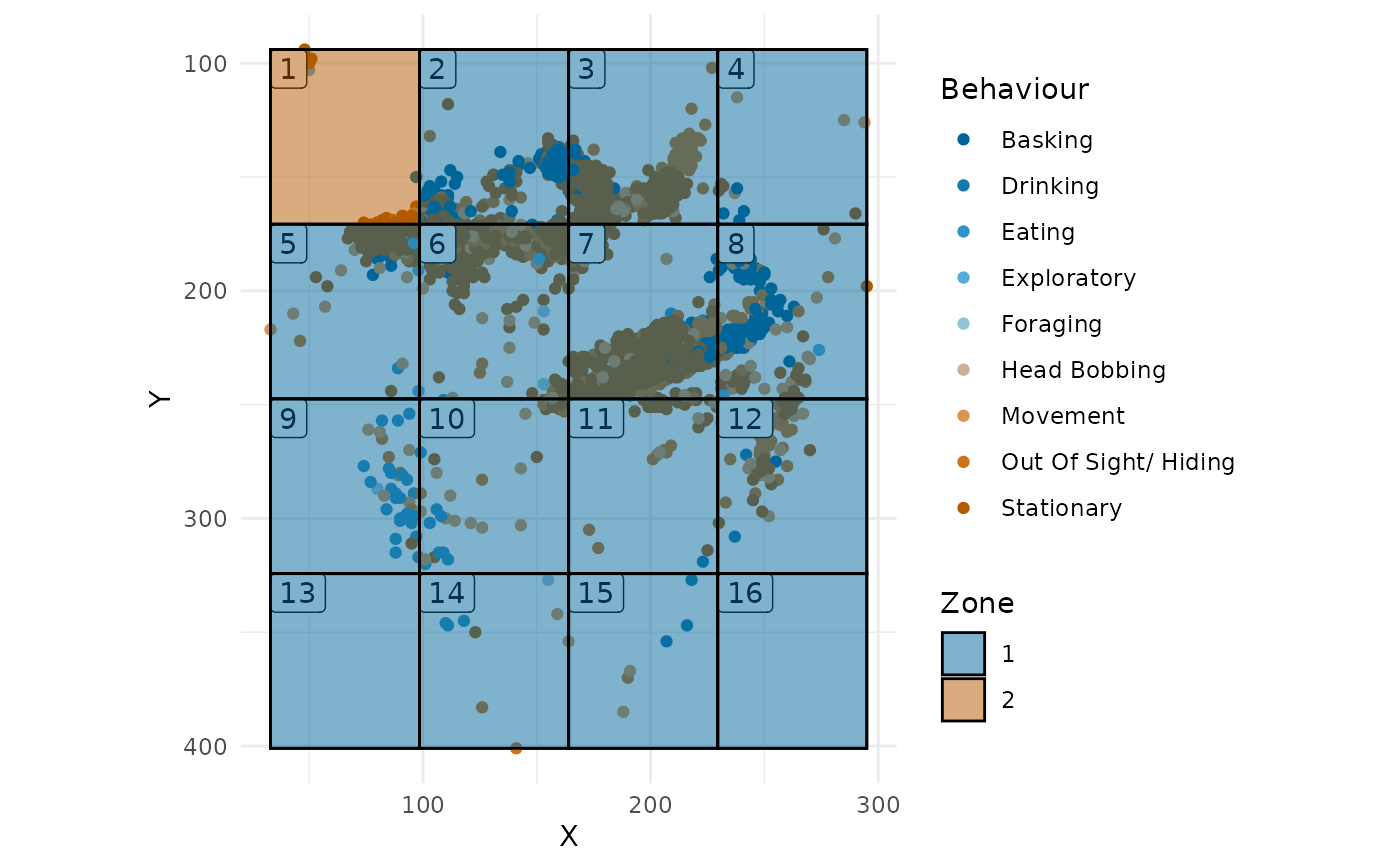 100
200
300
400
Y
1
2
3
4
5
6
7
8
9
10
11
12
13
14
15
16
100
200
300
X
Behaviour
Basking
Drinking
Eating
Exploratory
Foraging
Head Bobbing
Movement
Out Of Sight/ Hiding
Stationary
Zone
1
2